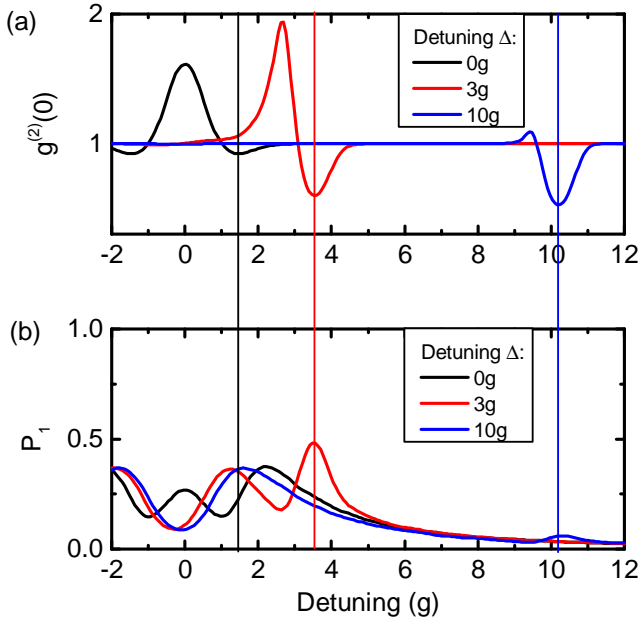 (a)
2
g⁽²⁾(0)
1
Detuning Δ:
0g
3g
10g
-2 0 2 4 6 8 10 12
(b)
1.0
P₁
0.5
0.0
Detuning Δ:
0g
3g
10g
-2 0 2 4 6 8 10 12
Detuning (g)